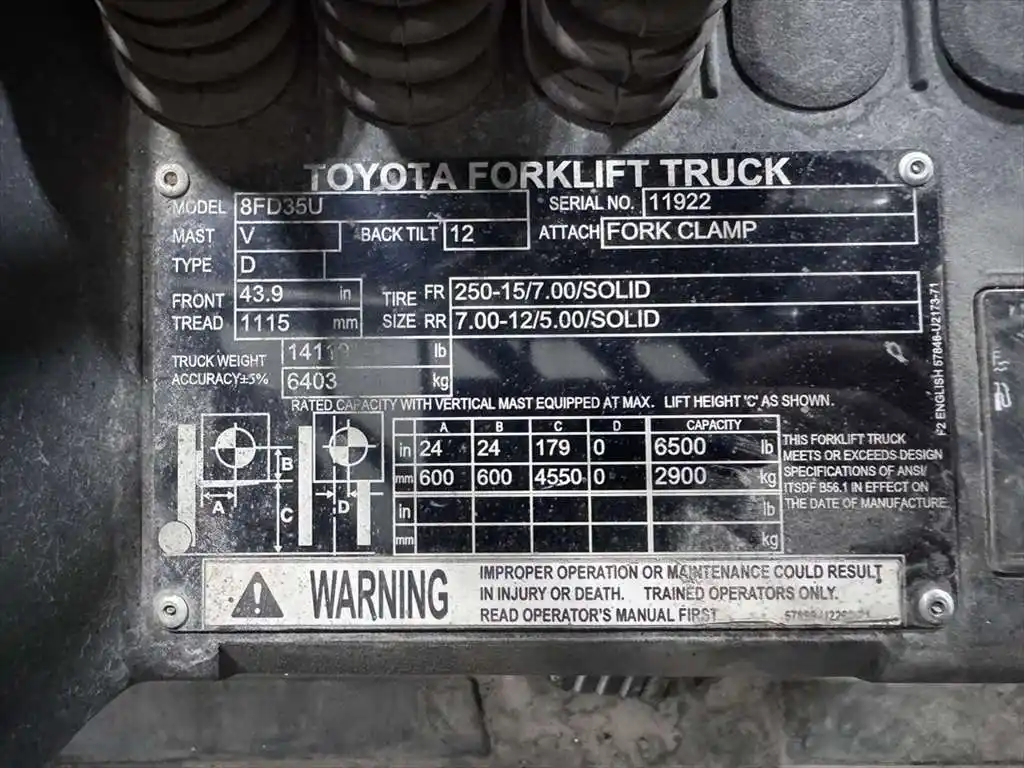 TOYOTA FORKLIFT TRUCK
MODEL 8FD35U SERIAL NO. 11922
MAST V BACK TILT 12 ATTACH FORK CLAMP
TYPE D
FRONT TREAD 43.9 in TIRE SIZE FR 250-15/7.00/SOLID
1115 mm RR 7.00-12/5.00/SOLID
TRUCK WEIGHT lb
ACCURACY±5% 6403 kg
RATED CAPACITY WITH VERTICAL MAST EQUIPPED AT MAX. LIFT HEIGHT "C" AS SHOWN.
A B C D CAPACITY
in 24 24 179 0 6500 lb
mm 600 600 4550 0 2900 kg
in lb
mm kg
B
A C D
THIS FORKLIFT TRUCK
MEETS OR EXCEEDS DESIGN
SPECIFICATIONS OF ANSI/
ITSDF B56.1 IN EFFECT ON
THE DATE OF MANUFACTURE
F2 ENGLISH 57846-U2173-71
WARNING
IMPROPER OPERATION OR MAINTENANCE COULD RESULT
IN INJURY OR DEATH. TRAINED OPERATORS ONLY.
READ OPERATOR'S MANUAL FIRST